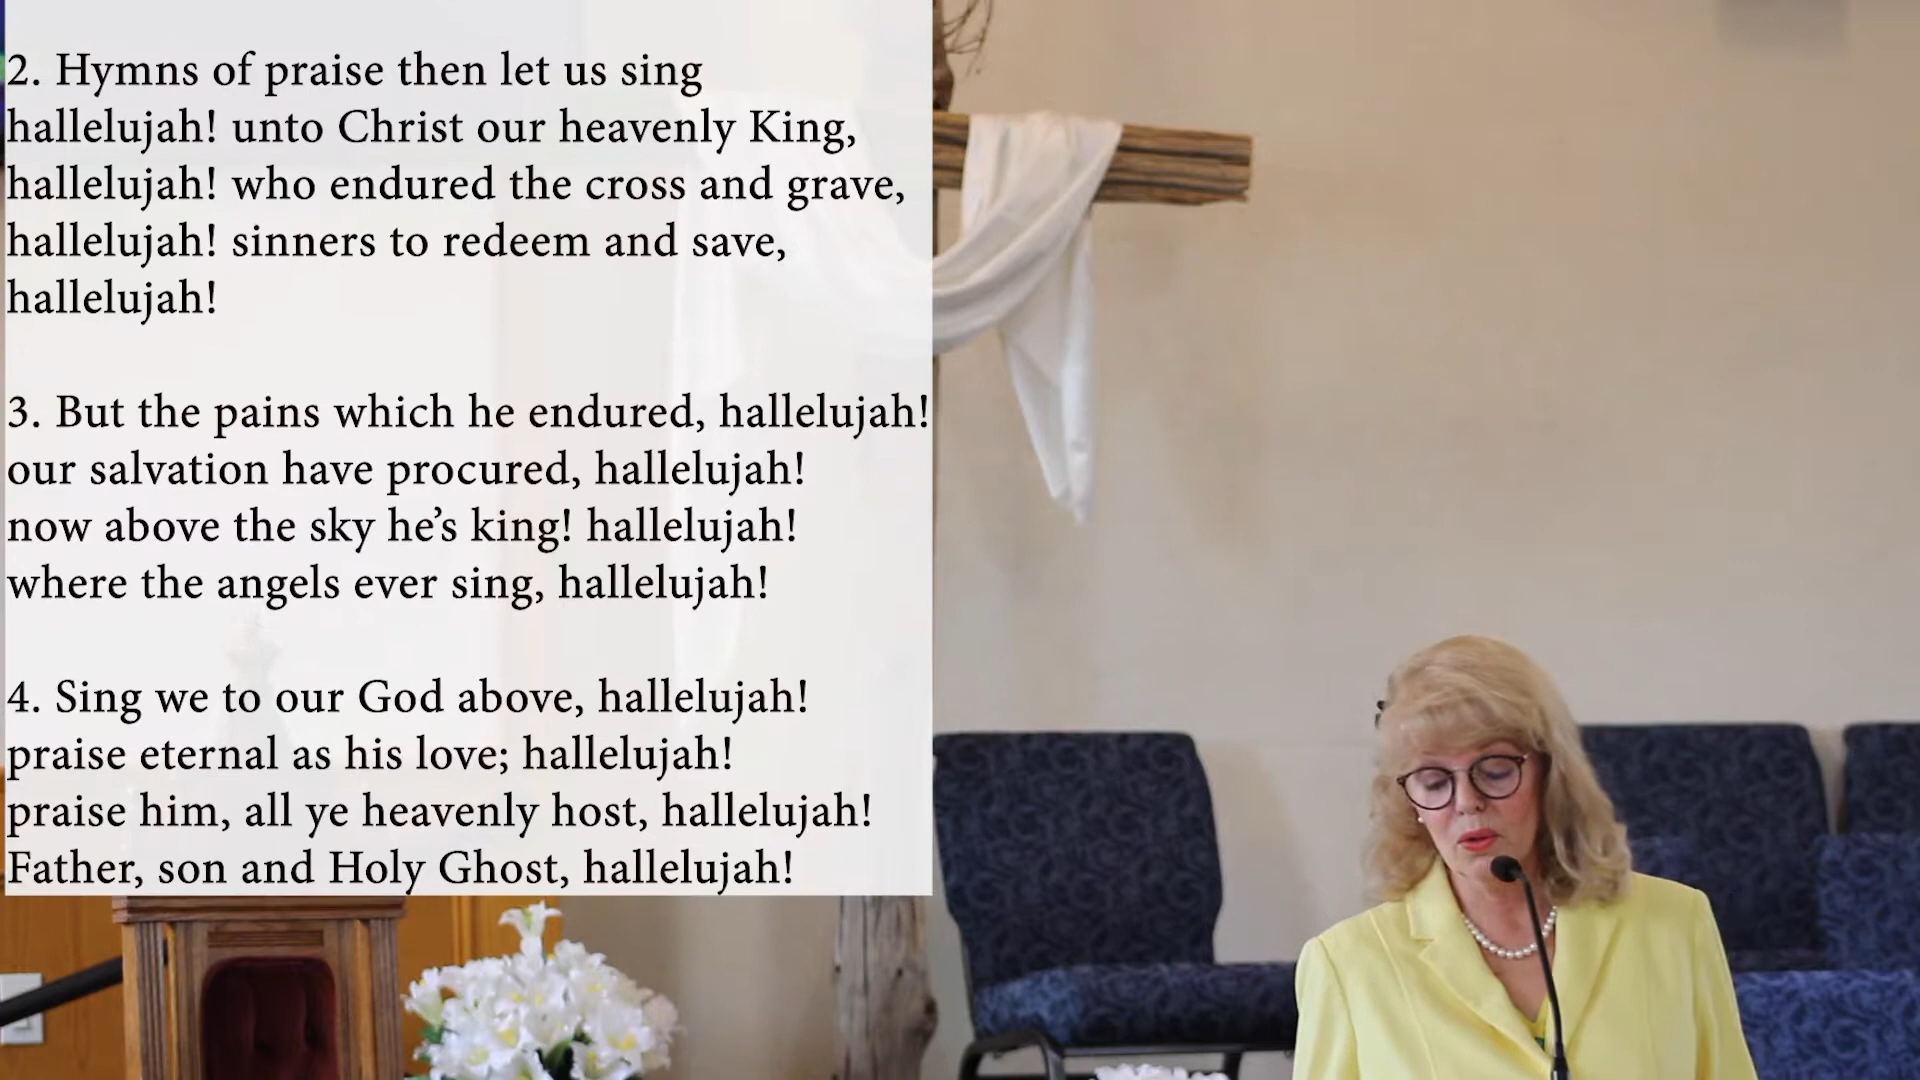 2. Hymns of praise then let us sing
hallelujah! unto Christ our heavenly King,
hallelujah! who endured the cross and grave,
hallelujah! sinners to redeem and save,
hallelujah!
3. But the pains which he endured, hallelujah!
our salvation have procured, hallelujah!
now above the sky he’s king! hallelujah!
where the angels ever sing, hallelujah!
4. Sing we to our God above, hallelujah!
praise eternal as his love; hallelujah!
praise him, all ye heavenly host, hallelujah!
Father, son and Holy Ghost, hallelujah!